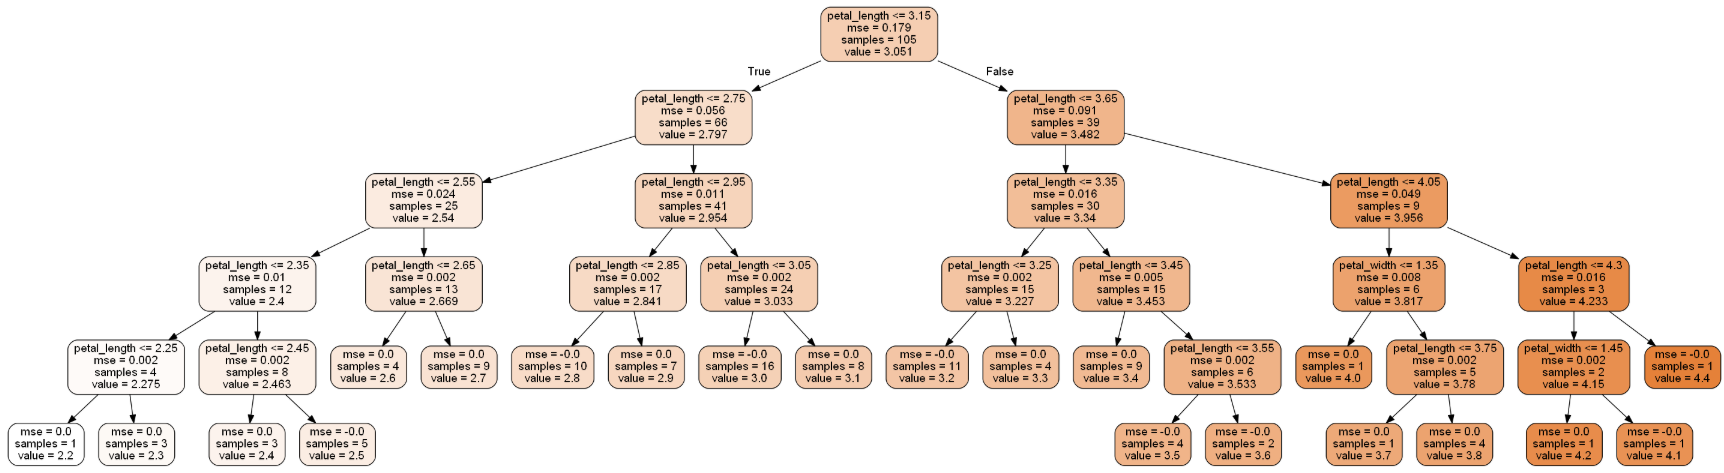 petal_length <= 3.15
mse = 0.179
samples = 105
value = 3.051
True
False
petal_length <= 2.75
mse = 0.056
samples = 66
value = 2.797
petal_length <= 3.65
mse = 0.091
samples = 39
value = 3.482
petal_length <= 2.55
mse = 0.024
samples = 25
value = 2.54
petal_length <= 2.95
mse = 0.011
samples = 41
value = 2.954
petal_length <= 3.35
mse = 0.016
samples = 30
value = 3.34
petal_length <= 4.05
mse = 0.049
samples = 9
value = 3.956
petal_length <= 2.35
mse = 0.01
samples = 12
value = 2.4
petal_length <= 2.65
mse = 0.002
samples = 13
value = 2.669
petal_length <= 2.85
mse = 0.002
samples = 17
value = 2.841
petal_length <= 3.05
mse = 0.002
samples = 24
value = 3.033
petal_length <= 3.25
mse = 0.002
samples = 15
value = 3.227
petal_length <= 3.45
mse = 0.005
samples = 15
value = 3.453
petal_width <= 1.35
mse = 0.008
samples = 6
value = 3.817
petal_length <= 4.3
mse = 0.016
samples = 3
value = 4.233
petal_length <= 2.25
mse = 0.002
samples = 4
value = 2.275
petal_length <= 2.45
mse = 0.002
samples = 8
value = 2.463
mse = 0.0
samples = 4
value = 2.6
mse = 0.0
samples = 9
value = 2.7
mse = -0.0
samples = 10
value = 2.8
mse = 0.0
samples = 7
value = 2.9
mse = -0.0
samples = 16
value = 3.0
mse = 0.0
samples = 8
value = 3.1
mse = -0.0
samples = 11
value = 3.2
mse = 0.0
samples = 4
value = 3.3
mse = 0.0
samples = 9
value = 3.4
petal_length <= 3.55
mse = 0.002
samples = 6
value = 3.533
mse = 0.0
samples = 1
value = 4.0
petal_length <= 3.75
mse = 0.002
samples = 5
value = 3.78
petal_width <= 1.45
mse = 0.002
samples = 2
value = 4.15
mse = -0.0
samples = 1
value = 4.4
mse = 0.0
samples = 1
value = 2.2
mse = 0.0
samples = 3
value = 2.3
mse = 0.0
samples = 3
value = 2.4
mse = -0.0
samples = 5
value = 2.5
mse = -0.0
samples = 4
value = 3.5
mse = -0.0
samples = 2
value = 3.6
mse = 0.0
samples = 1
value = 3.7
mse = 0.0
samples = 4
value = 3.8
mse = 0.0
samples = 1
value = 4.2
mse = -0.0
samples = 1
value = 4.1